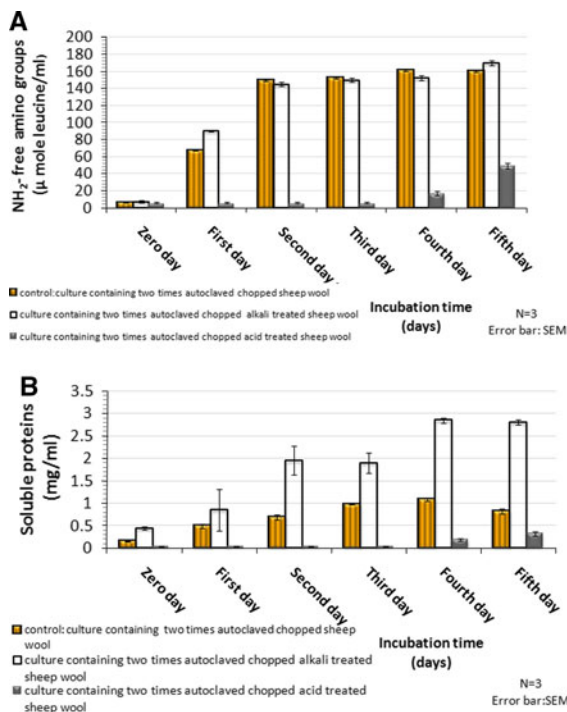 A
NH₂- free amino groups
(µ mole leucine/ml)
200
180
160
140
120
100
80
60
40
20
0
Zero day
First day
Second day
Third day
Fourth day
Fifth day
control:culture containing two times autoclaved chopped sheep wool
culture containing two times autoclaved chopped alkali treated sheep wool
culture containing two times autoclaved chopped acid treated sheep wool
Incubation time
(days)
N=3
Error bar: SEM
B
Soluble proteins
(mg/ml)
3.5
3
2.5
2
1.5
1
0.5
0
Zero day
First day
Second day
Third day
Fourth day
Fifth day
control:culture containing two times autoclaved chopped sheep
wool
culture containing two times autoclaved chopped alkali treated
sheep wool
culture containing two times autoclaved chopped acid treated
sheep wool
Incubation time
(days)
N=3
Error bar:SEM